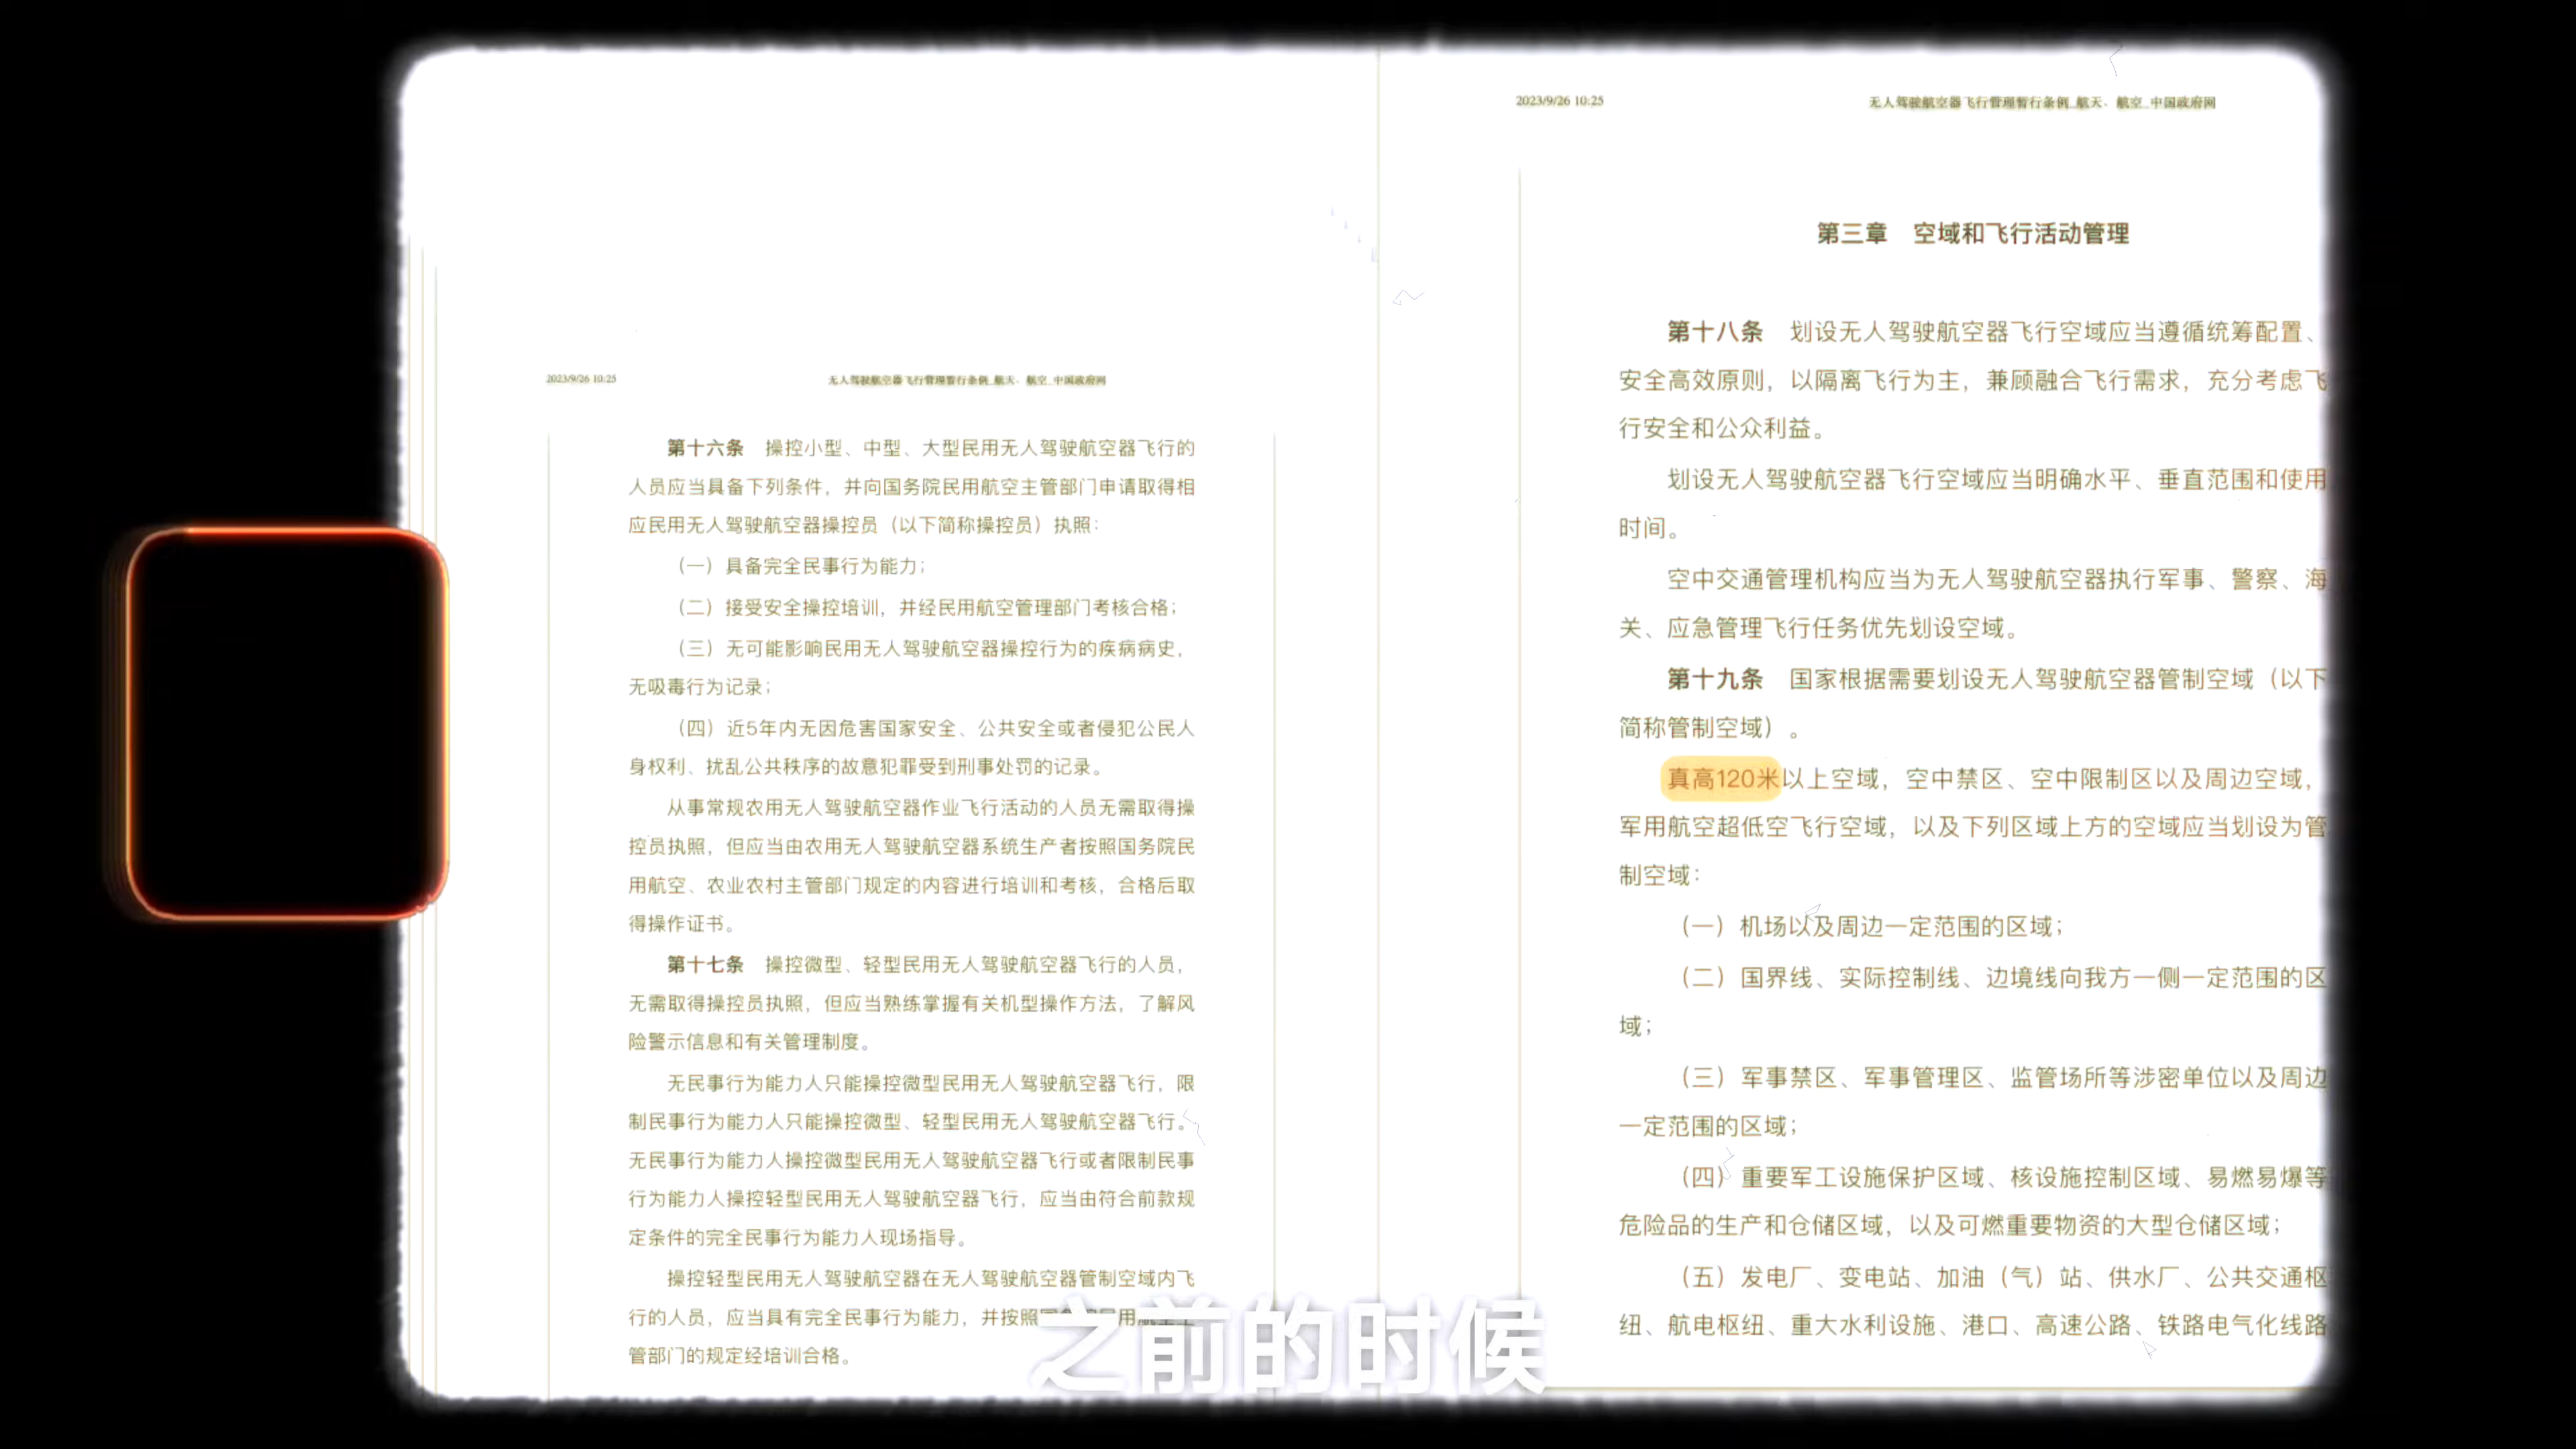 2023/9/26 10:25
无人驾驶航空器飞行管理暂行条例_航天、航空_中国政府网
第十六条 操控小型、中型、大型民用无人驾驶航空器飞行的
人员应当具备下列条件，并向国务院民用航空主管部门申请取得相
应民用无人驾驶航空器操控员（以下简称操控员）执照：
（一）具备完全民事行为能力；
（二）接受安全操控培训，并经民用航空管理部门考核合格；
（三）无可能影响民用无人驾驶航空器操控行为的疾病病史，
无吸毒行为记录；
（四）近5年内无因危害国家安全、公共安全或者侵犯公民人
身权利、扰乱公共秩序的故意犯罪受到刑事处罚的记录。
从事常规农用无人驾驶航空器作业飞行活动的人员无需取得操
控员执照，但应当由农用无人驾驶航空器系统生产者按照国务院民
用航空、农业农村主管部门规定的内容进行培训和考核，合格后取
得操作证书。
第十七条 操控微型、轻型民用无人驾驶航空器飞行的人员，
无需取得操控员执照，但应当熟练掌握有关机型操作方法，了解风
险警示信息和有关管理制度。
无民事行为能力人只能操控微型民用无人驾驶航空器飞行，限
制民事行为能力人只能操控微型、轻型民用无人驾驶航空器飞行。
无民事行为能力人操控微型民用无人驾驶航空器飞行或者限制民事
行为能力人操控轻型民用无人驾驶航空器飞行，应当由符合前款规
定条件的完全民事行为能力人现场指导。
操控轻型民用无人驾驶航空器在无人驾驶航空器管制空域内飞
行的人员，应当具有完全民事行为能力，并按照 用
管部门的规定经培训合格。
2023/9/26 10:25
无人驾驶航空器飞行管理暂行条例_航天、航空_中国政府网
第三章 空域和飞行活动管理
第十八条 划设无人驾驶航空器飞行空域应当遵循统筹配置、
安全高效原则，以隔离飞行为主，兼顾融合飞行需求，充分考虑飞
行安全和公众利益。
划设无人驾驶航空器飞行空域应当明确水平、垂直范围和使用
时间。
空中交通管理机构应当为无人驾驶航空器执行军事、警察、海
关、应急管理飞行任务优先划设空域。
第十九条 国家根据需要划设无人驾驶航空器管制空域（以下
简称管制空域）。
真高120米以上空域，空中禁区、空中限制区以及周边空域，
军用航空超低空飞行空域，以及下列区域上方的空域应当划设为管
制空域：
（一）机场以及周边一定范围的区域；
（二）国界线、实际控制线、边境线向我方一侧一定范围的区
域；
（三）军事禁区、军事管理区、监管场所等涉密单位以及周边
一定范围的区域；
（四）重要军工设施保护区域、核设施控制区域、易燃易爆等
危险品的生产和仓储区域，以及可燃重要物资的大型仓储区域；
（五）发电厂、变电站、加油（气）站、供水厂、公共交通枢
纽、航电枢纽、重大水利设施、港口、高速公路、铁路电气化线路
之前的时候